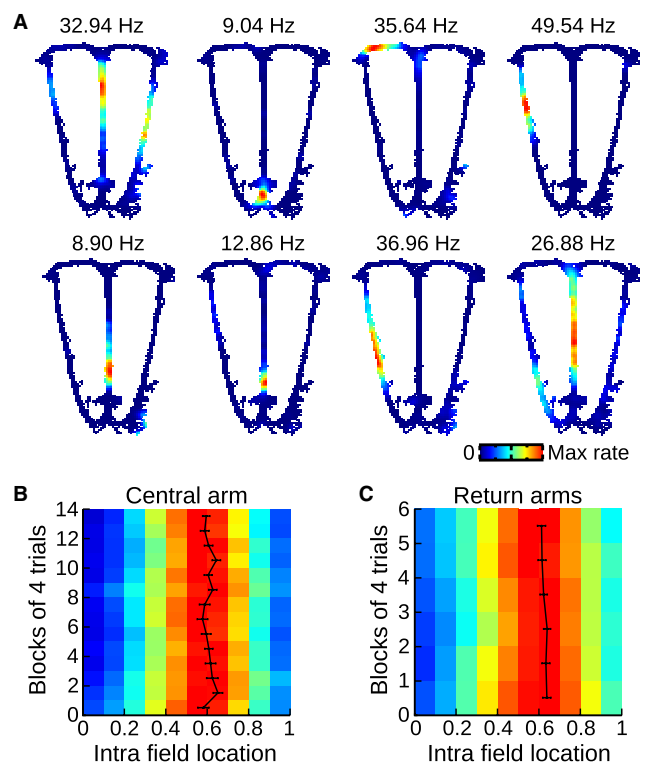 A
32.94 Hz 9.04 Hz 35.64 Hz 49.54 Hz
8.90 Hz 12.86 Hz 36.96 Hz 26.88 Hz
0 Max rate
B
Central arm
Blocks of 4 trials
14
12
10
8
6
4
2
0
0 0.2 0.4 0.6 0.8 1
Intra field location
C
Return arms
Blocks of 4 trials
6
5
4
3
2
1
0
0 0.2 0.4 0.6 0.8 1
Intra field location